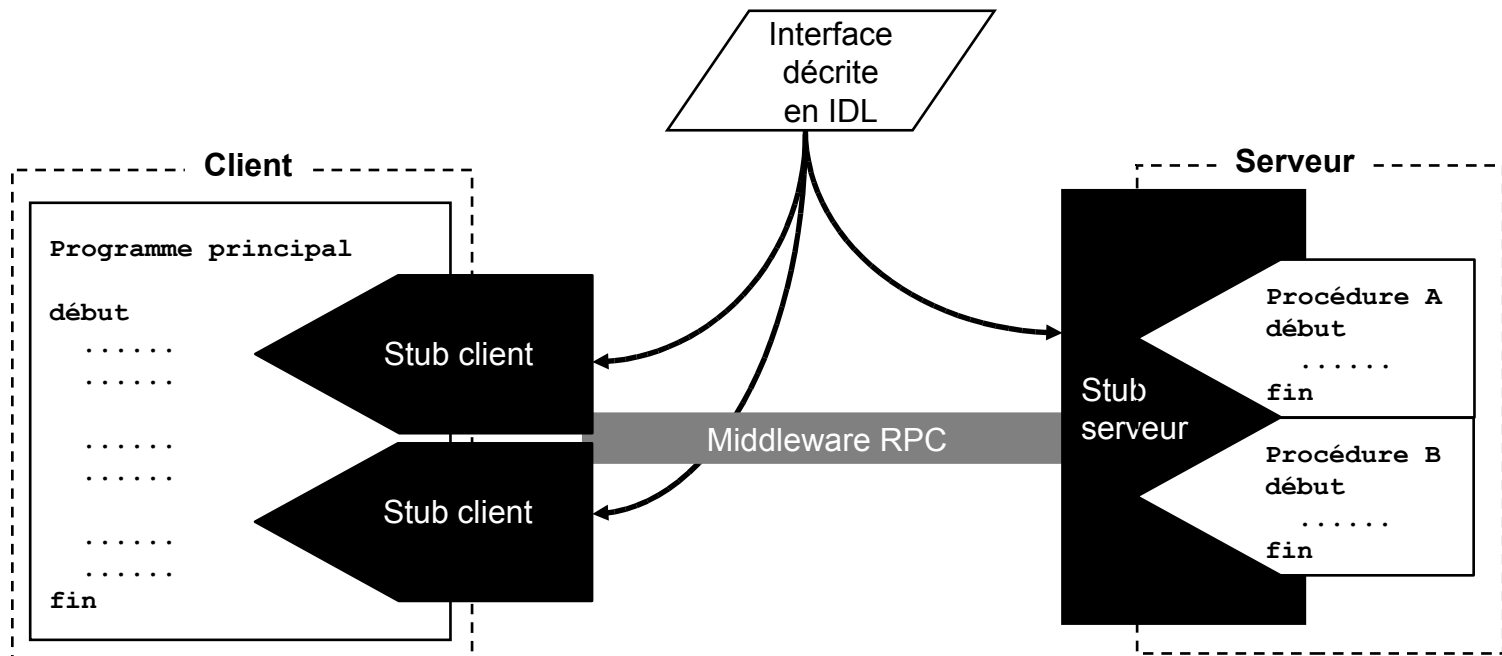 Interface
décrite
en IDL
Client
Programme principal
début
......
......
......
......
......
......
fin
Stub client
Stub client
Middleware RPC
Serveur
Stub
serveur
Procédure A
début
......
fin
Procédure B
début
......
fin